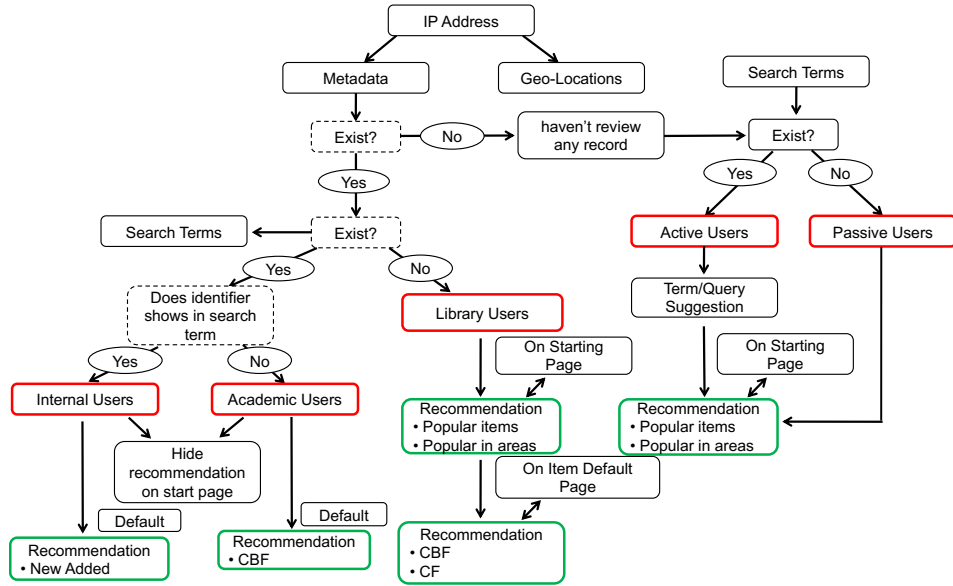 IP Address
Metadata
Geo-Locations
Search Terms
Exist?
No
haven't review
any record
Exist?
Yes
Yes
No
Search Terms
Exist?
Active Users
Passive Users
Yes
No
Does identifier
shows in search
term
Term/Query
Suggestion
Library Users
On Starting
Page
On Starting
Page
Yes
No
Internal Users
Academic Users
Recommendation
• Popular items
• Popular in areas
Recommendation
• Popular items
• Popular in areas
Hide
recommendation
on start page
On Item Default
Page
Default
Default
Recommendation
• New Added
Recommendation
• CBF
Recommendation
• CBF
• CF